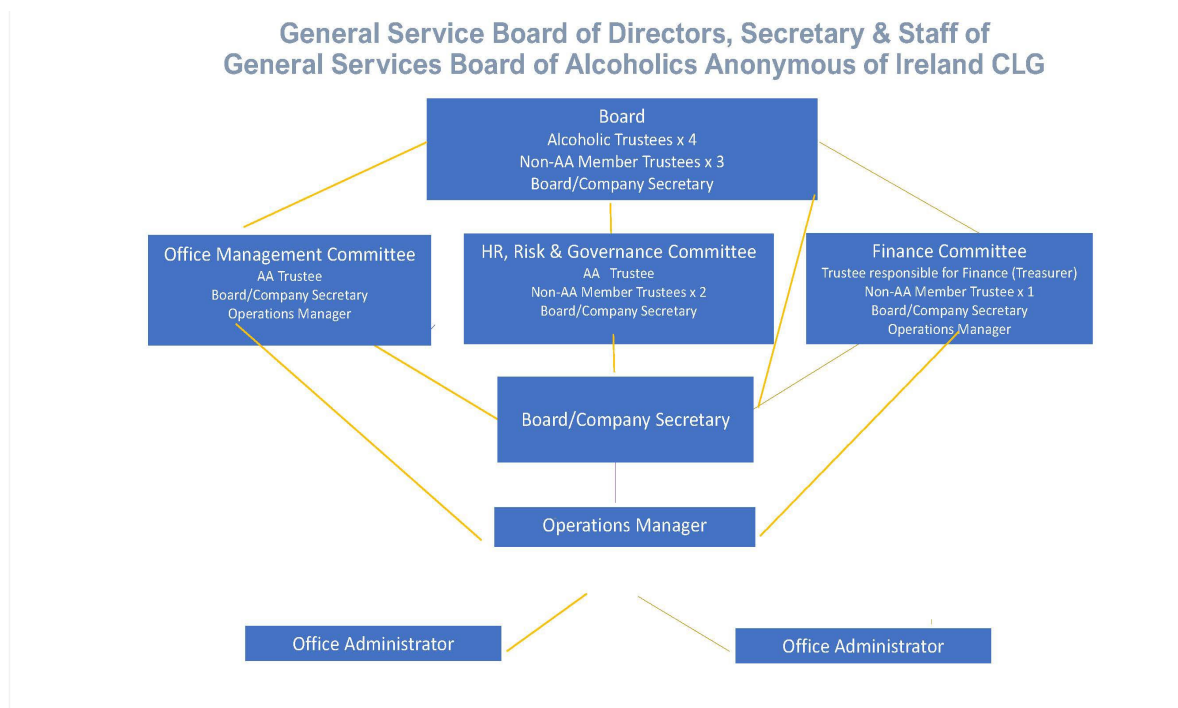 General Service Board of Directors, Secretary & Staff of
General Services Board of Alcoholics Anonymous of Ireland CLG
Board
Alcoholic Trustees x 4
Non-AA Member Trustees x 3
Board/Company Secretary
Office Management Committee
AA Trustee
Board/Company Secretary
Operations Manager
HR, Risk & Governance Committee
AA Trustee
Non-AA Member Trustees x 2
Board/Company Secretary
Finance Committee
Trustee responsible for Finance (Treasurer)
Non-AA Member Trustee x 1
Board/Company Secretary
Operations Manager
Board/Company Secretary
Operations Manager
Office Administrator
Office Administrator